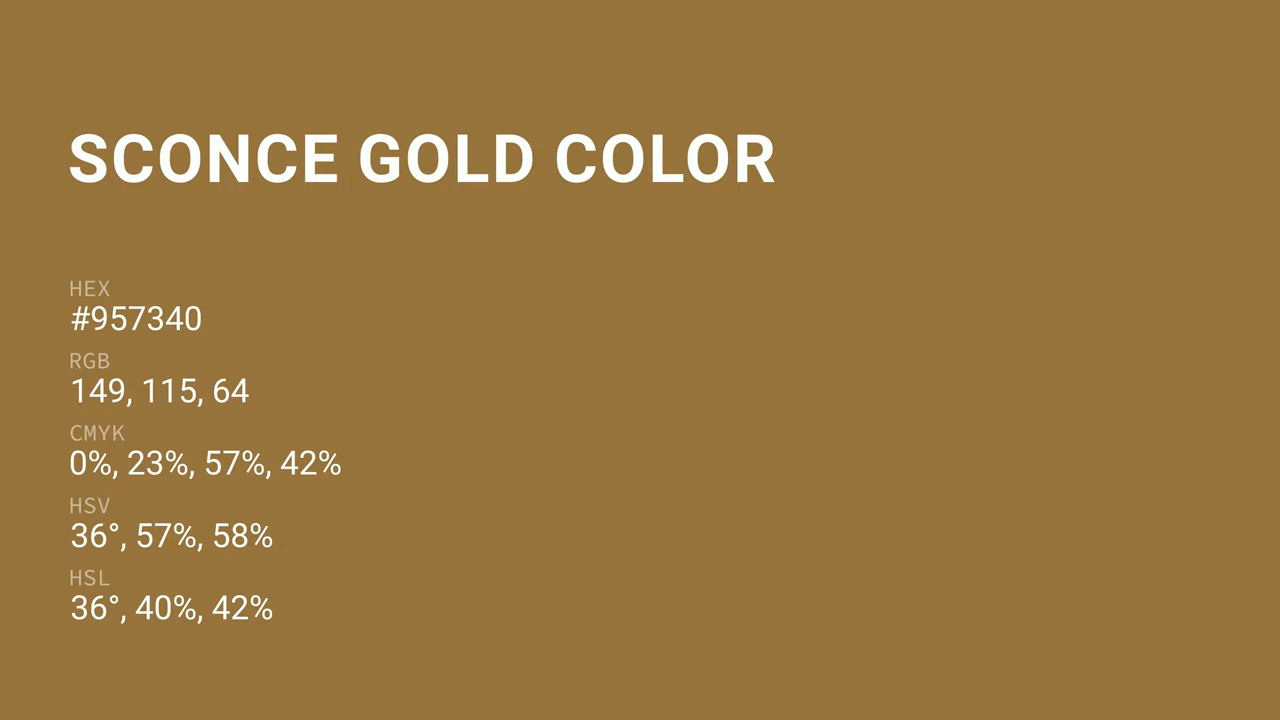 SCONCE GOLD COLOR
HEX
#957340
RGB
149, 115, 64
CMYK
0%, 23%, 57%, 42%
HSV
36°, 57%, 58%
HSL
36°, 40%, 42%